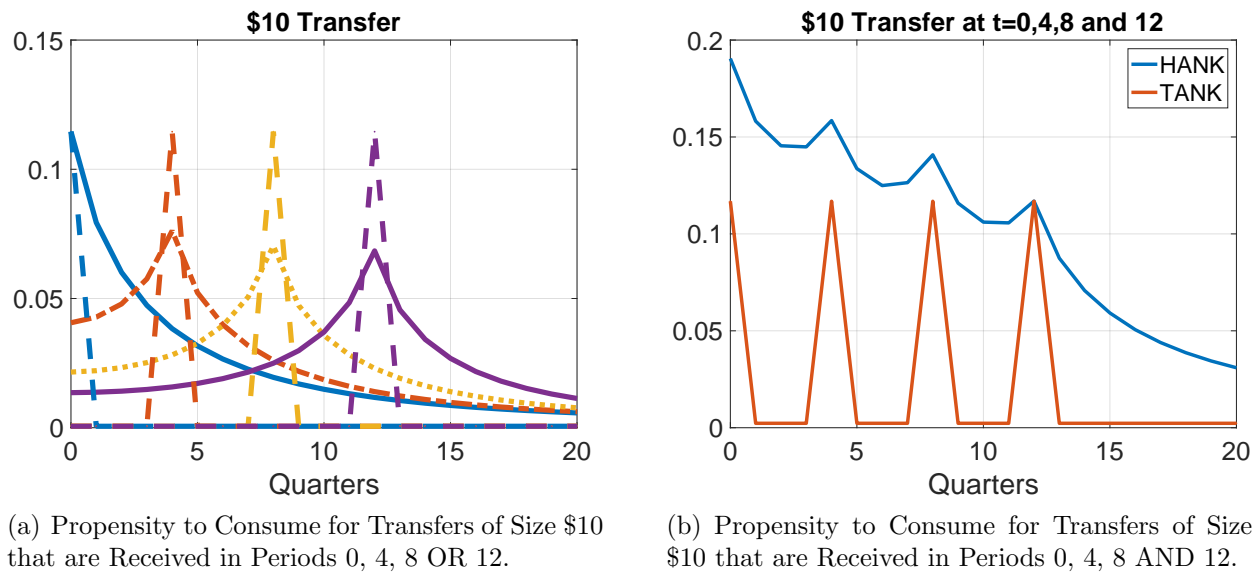 $10 Transfer
0.15
0.1
0.05
0
0
5
10
15
20
Quarters
(a) Propensity to Consume for Transfers of Size $10
that are Received in Periods 0, 4, 8 OR 12.
$10 Transfer at t=0,4,8 and 12
HANK
TANK
0.2
0.15
0.1
0.05
0
0
5
10
15
20
Quarters
(b) Propensity to Consume for Transfers of Size
$10 that are Received in Periods 0, 4, 8 AND 12.